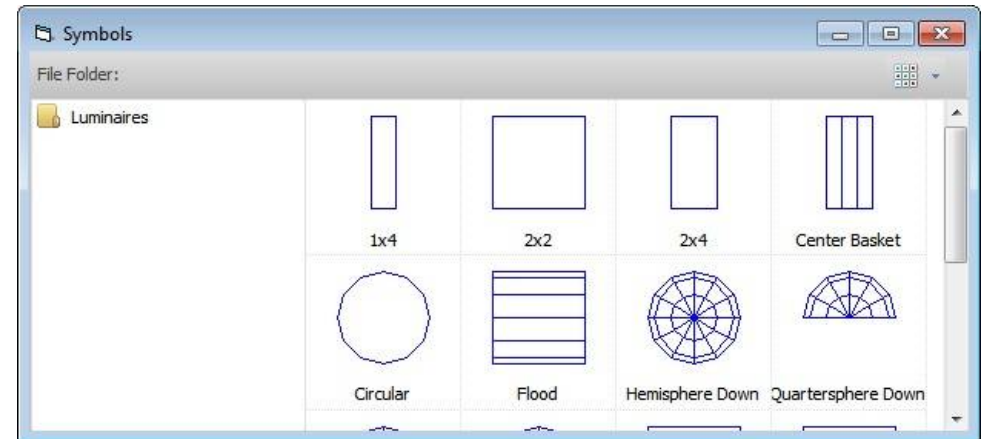 Symbols
File Folder:
Luminaires
1x4
2x2
2x4
Center Basket
Circular
Flood
Hemisphere Down
Quartersphere Down